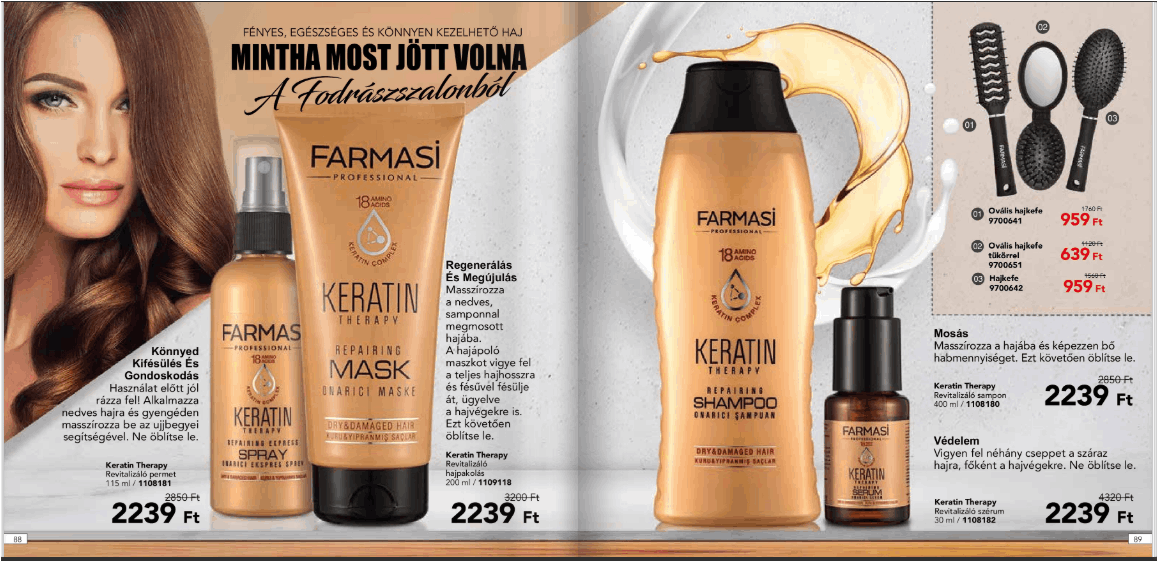 FÉNYES, EGÉSZSÉGES ÉS KÖNNYEN KEZELHETŐ HAJ
MINTHA MOST JÖTT VOLNA
A Fodrászszalonból
FARMASİ
PROFESSIONAL
18 AMINO ACIDS
KERATIN COMPLEX
KERATIN
THERAPY
REPAIRING
MASK
ONARICI MASKE
DRY&DAMAGED HAIR
KURU&YIPRANMIŞ SAÇLAR
FARMASİ
PROFESSIONAL
18 AMINO ACIDS
KERATIN
THERAPY
REPAIRING EXPRESS
SPRAY
ONARICI EKSPRES SPREY
Könnyed
Kifésülés És
Gondoskodás
Használat előtt jól
rázza fel! Alkalmazza
nedves hajra és gyengéden
masszírozza be az ujjbegyei
segítségével. Ne öblítse le.
Keratin Therapy
Revitalizáló permet
115 ml / 1108181
2850 Ft
2239 Ft
Regenerálás
És Megújulás
Masszírozza
a nedves,
samponnal
megmosott
hajába.
A hajápoló
maszkot vigye fel
a teljes hajhosszra
és fésűvel fésülje
át, ügyelve
a hajvégekre is.
Ezt követően
öblítse le.
Keratin Therapy
Revitalizáló
hajpakolás
200 ml / 1109118
3200 Ft
2239 Ft
88
FARMASİ
PROFESSIONAL
18 AMINO ACIDS
KERATIN COMPLEX
KERATIN
THERAPY
REPAIRING
SHAMPOO
ONARICI ŞAMPUAN
DRY&DAMAGED HAIR
KURU&YIPRANMIŞ SAÇLAR
FARMASİ
PROFESSIONAL
KERATIN
THERAPY
REPAIRING
SERUM
ONARICI SERUM
01
02
03
FARMASİ
FARMASİ
01 Ovális hajkefe
9700641
1760 Ft
959 Ft
02 Ovális hajkefe
tükörrel
9700651
1120 Ft
639 Ft
03 Hajkefe
9700642
1560 Ft
959 Ft
Mosás
Masszírozza a hajába és képezzen bő
habmennyiséget. Ezt követően öblítse le.
Keratin Therapy
Revitalizáló sampon
400 ml / 1108180
2850 Ft
2239 Ft
Védelem
Vigyen fel néhány cseppet a száraz
hajra, főként a hajvégekre. Ne öblítse le.
Keratin Therapy
Revitalizáló szérum
30 ml / 1108182
4320 Ft
2239 Ft
89